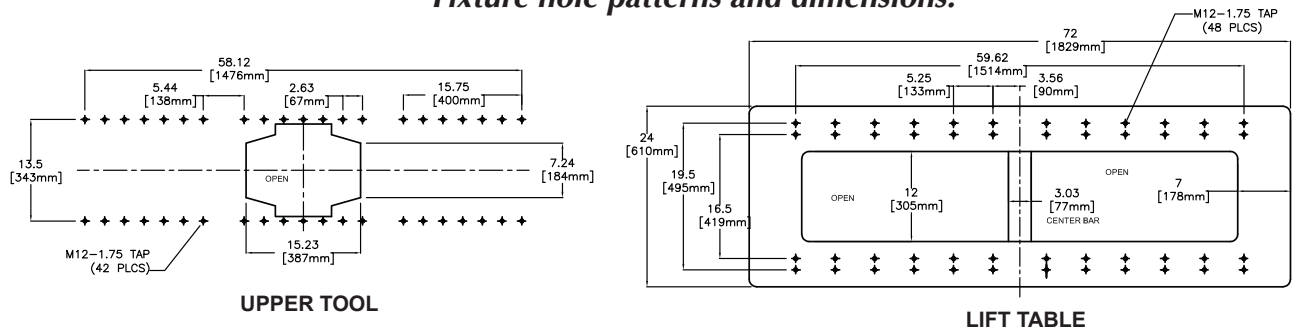 Fixture hole patterns and dimensions.
58.12
[1476mm]
5.44
[138mm]
2.63
[67mm]
15.75
[400mm]
13.5
[343mm]
OPEN
7.24
[184mm]
M12-1.75 TAP
(42 PLCS)
15.23
[387mm]
UPPER TOOL
M12-1.75 TAP
(48 PLCS)
72
[1829mm]
59.62
[1514mm]
5.25
[133mm]
3.56
[90mm]
24
[610mm]
19.5
[495mm]
16.5
[419mm]
OPEN
12
[305mm]
3.03
[77mm]
CENTER BAR
OPEN
7
[178mm]
LIFT TABLE